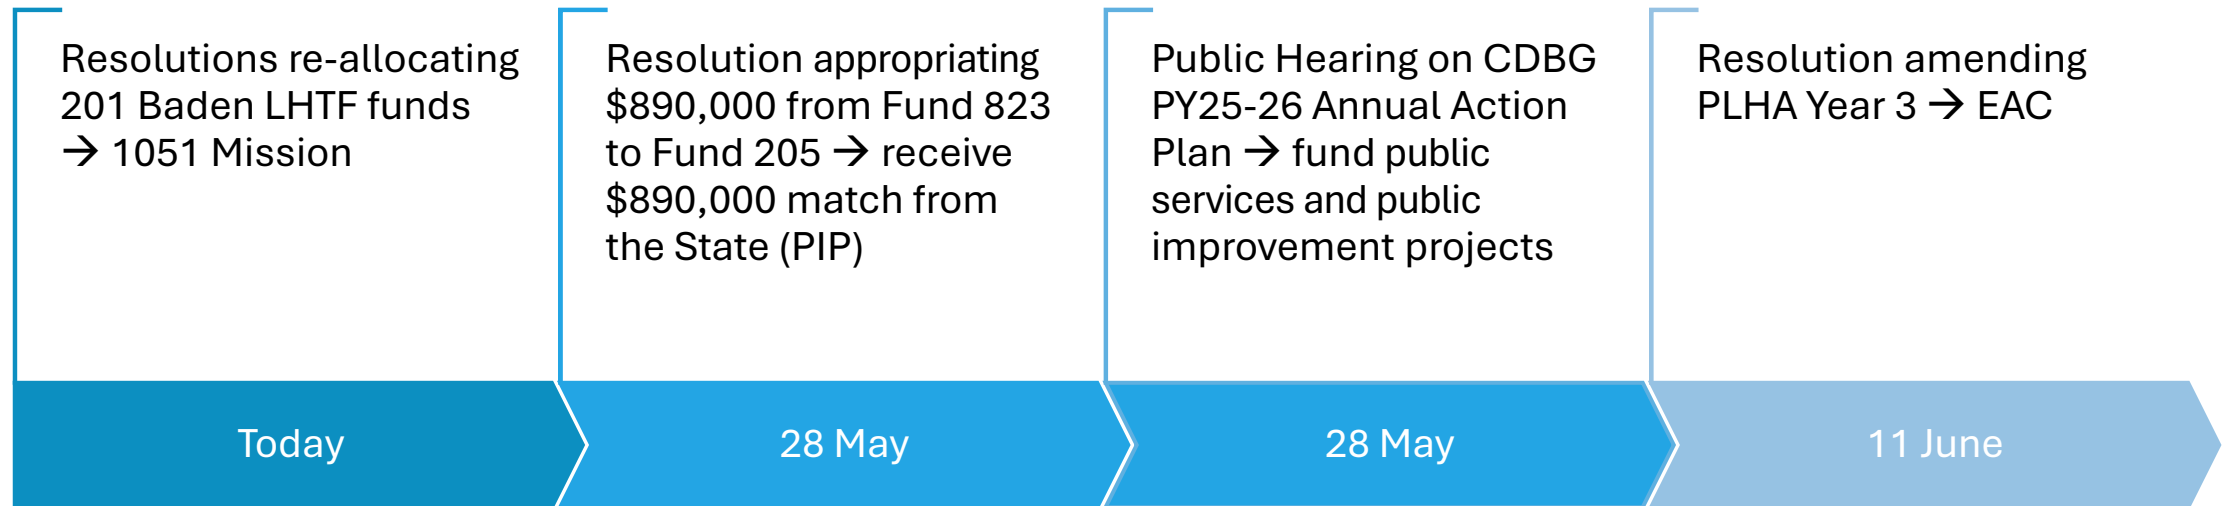 Resolutions re-allocating
201 Baden LHTF funds
→ 1051 Mission
Resolution appropriating
$890,000 from Fund 823
to Fund 205 → receive
$890,000 match from
the State (PIP)
Public Hearing on CDBG
PY25-26 Annual Action
Plan → fund public
services and public
improvement projects
Resolution amending
PLHA Year 3 → EAC
Today
28 May
28 May
11 June